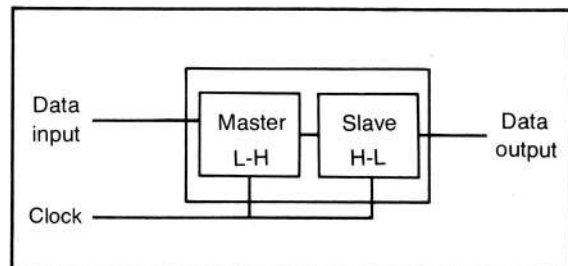 Data
input
Master
L-H
Slave
H-L
Data
output
Clock